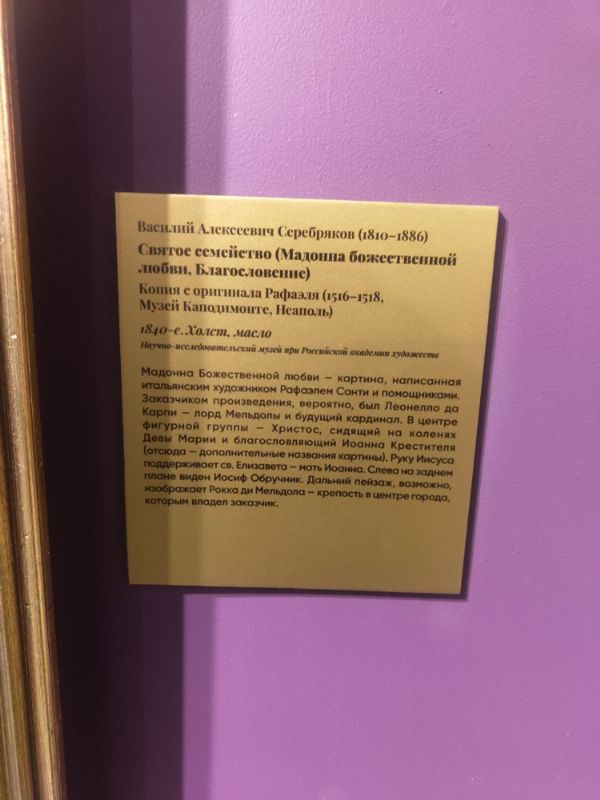 Василий Алексеевич Серебряков (1810–1886)
Святое семейство (Мадонна божественной
любви, Благословение)
Копия с оригинала Рафаэля (1516–1518,
Музей Каподимонте, Неаполь)
1840-е. Холст, масло
Научно-исследовательский музей при Российской академии художеств
Мадонна Божественной любви – картина, написанная
итальянским художником Рафаэлем Санти и помощниками.
Заказчиком произведения, вероятно, был Леонелло да
Карпи – лорд Мельдолы и будущий кардинал. В центре
фигурной группы – Христос, сидящий на коленях
Девы Марии и благословляющий Иоанна Крестителя
(отсюда – дополнительные названия картины). Руку Иисуса
поддерживает св. Елизавета – мать Иоанна. Слева на заднем
плане виден Иосиф Обручник. Дальний пейзаж, возможно,
изображает Рокка ди Мельдола – крепость в центре города,
которым владел заказчик.